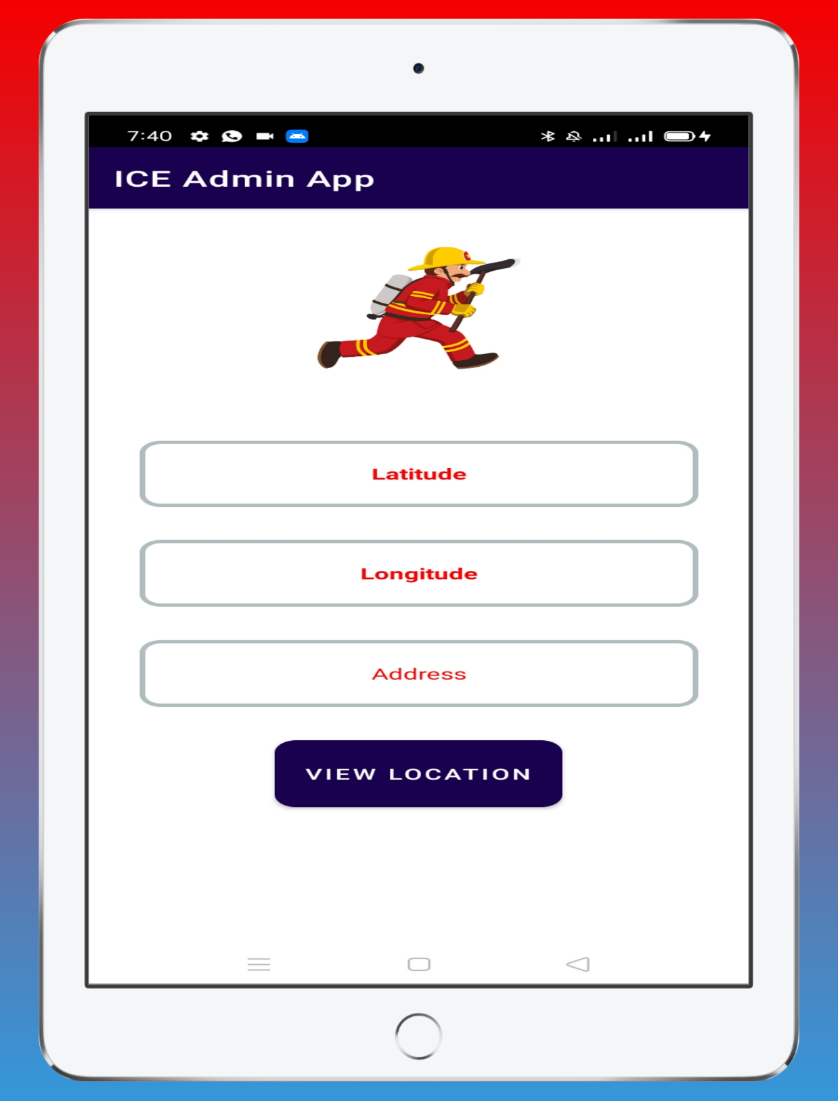 7:40
ICE Admin App
Latitude
Longitude
Address
VIEW LOCATION